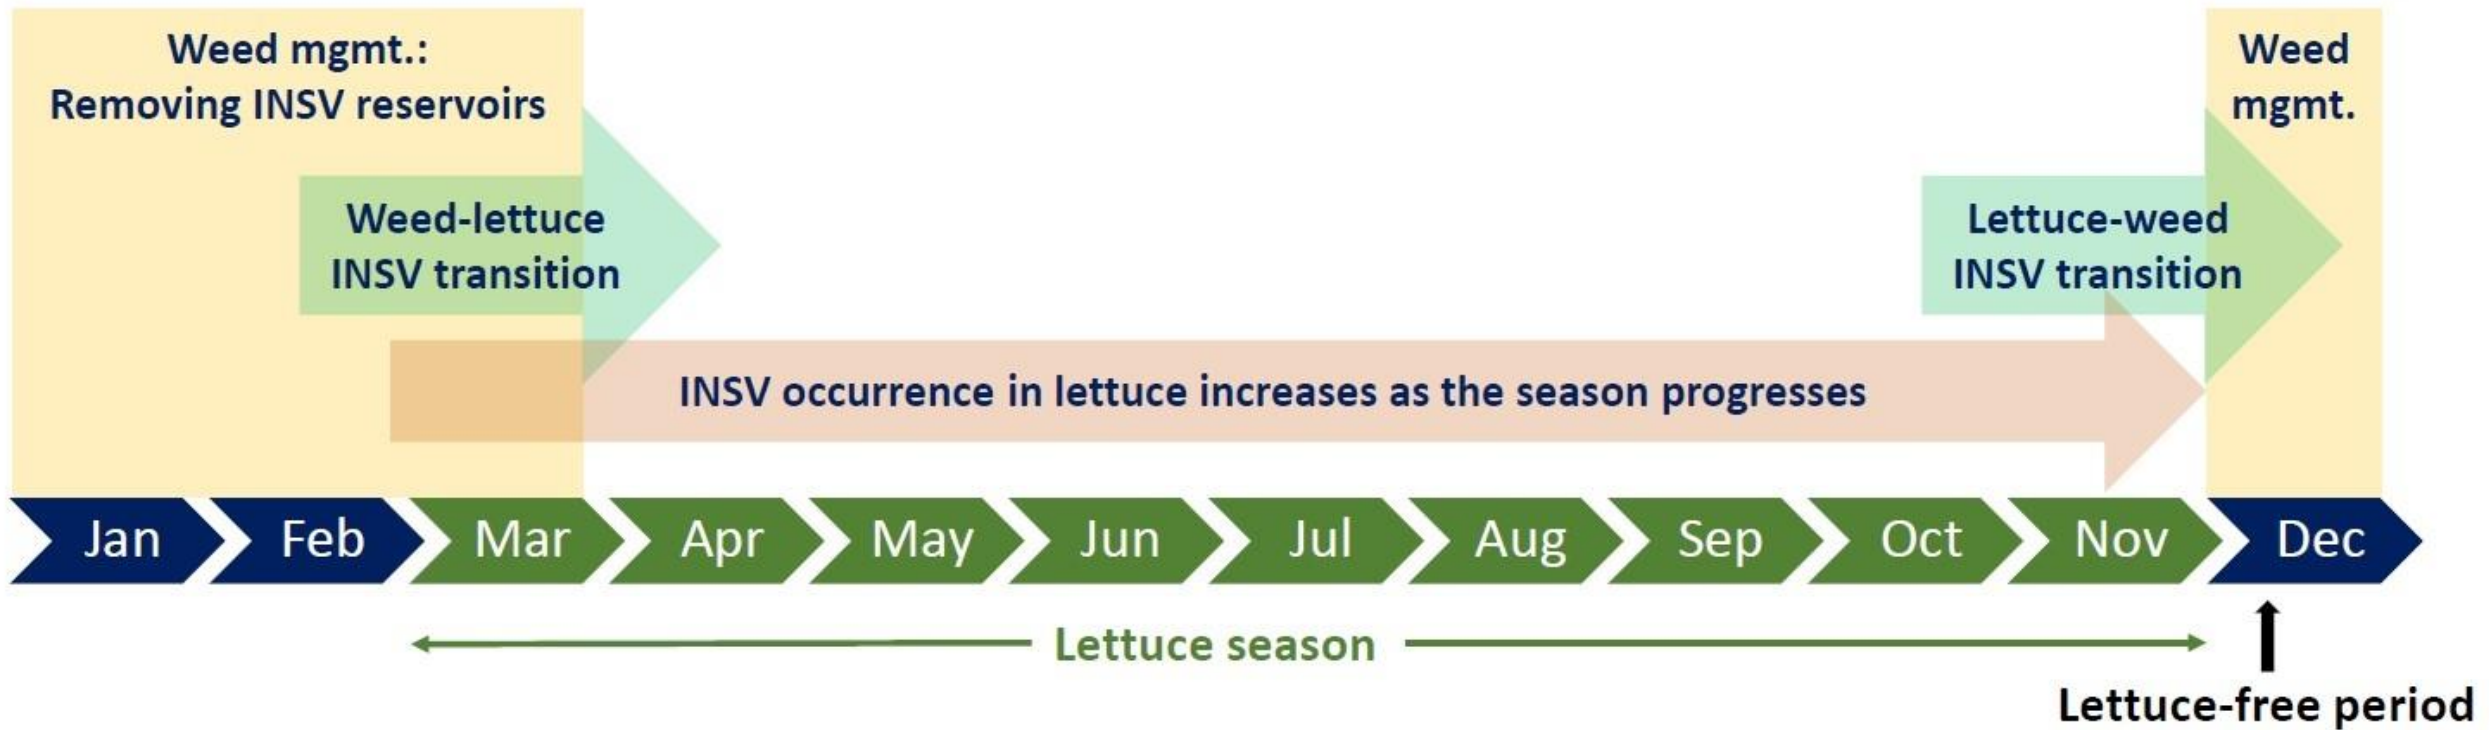 Weed mgmt.:
Removing INSV reservoirs
Weed
mgmt.
Weed-lettuce
INSV transition
Lettuce-weed
INSV transition
INSV occurrence in lettuce increases as the season progresses
Jan Feb Mar Apr May Jun Jul Aug Sep Oct Nov Dec
Lettuce season
Lettuce-free period